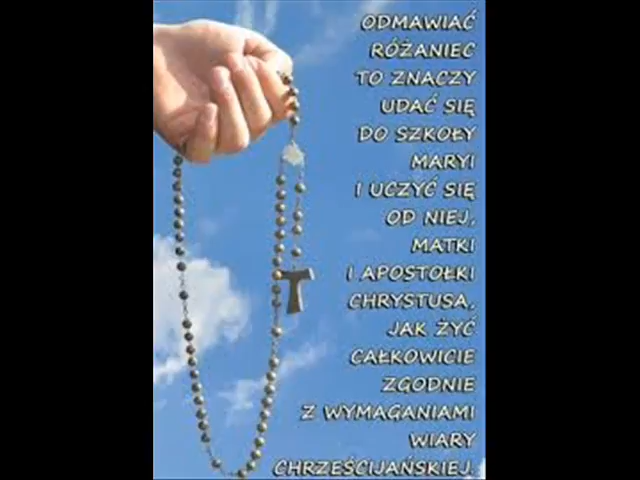 ODMAWIAĆ
RÓŻANIEC
TO ZNACZY
UDAĆ SIĘ
DO SZKOŁY
MARYI
I UCZYĆ SIĘ
OD NIEJ,
MATKI
I APOSTOŁKI
CHRYSTUSA,
JAK ŻYĆ
CAŁKOWICIE
ZGODNIE
Z WYMAGANIAMI
WIARY
CHRZEŚCIJAŃSKIEJ.